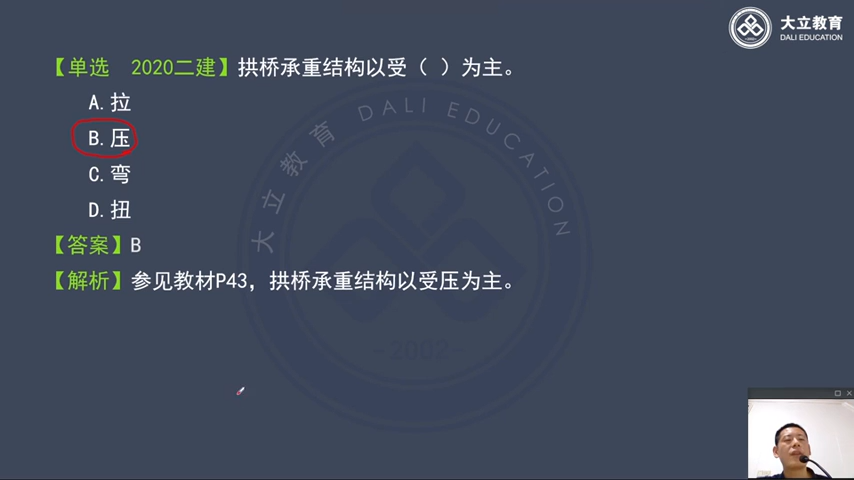 大立教育
DALI EDUCATION
【单选 2020二建】拱桥承重结构以受（ ）为主。
A.拉
B.压
C.弯
D.扭
【答案】B
【解析】参见教材P43，拱桥承重结构以受压为主。
大立教育 DALI EDUCATION
-2002-